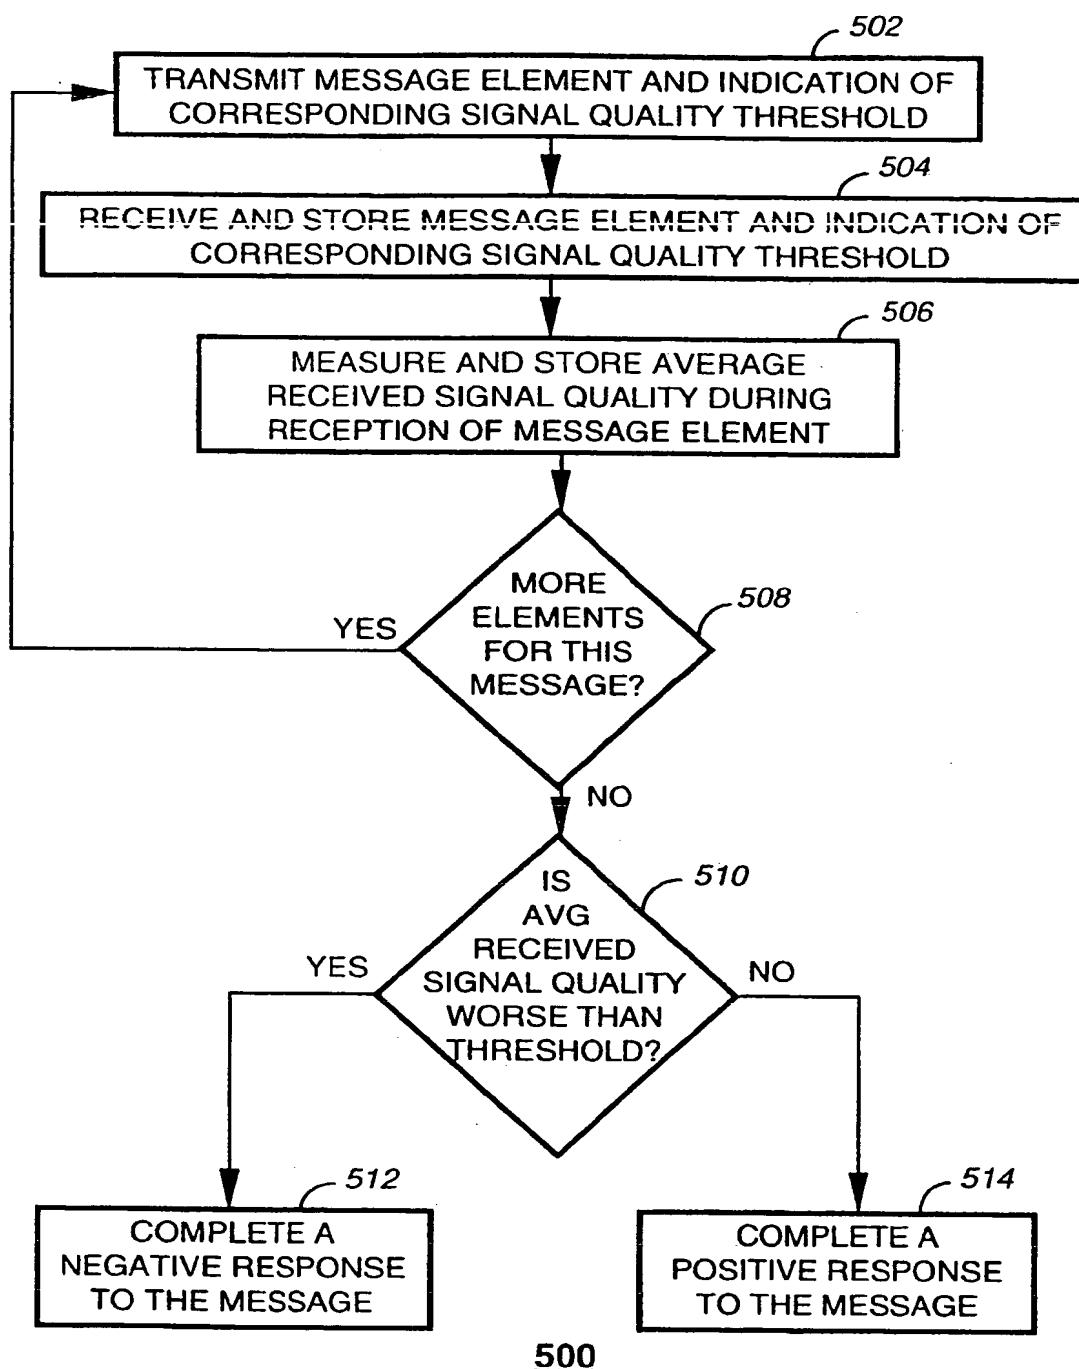 502
TRANSMIT MESSAGE ELEMENT AND INDICATION OF
CORRESPONDING SIGNAL QUALITY THRESHOLD
504
RECEIVE AND STORE MESSAGE ELEMENT AND INDICATION OF
CORRESPONDING SIGNAL QUALITY THRESHOLD
506
MEASURE AND STORE AVERAGE
RECEIVED SIGNAL QUALITY DURING
RECEPTION OF MESSAGE ELEMENT
MORE
ELEMENTS
FOR THIS
MESSAGE?
508
YES
NO
IS
AVG
RECEIVED
SIGNAL QUALITY
WORSE THAN
THRESHOLD?
510
YES
NO
512
COMPLETE A
NEGATIVE RESPONSE
TO THE MESSAGE
514
COMPLETE A
POSITIVE RESPONSE
TO THE MESSAGE
500